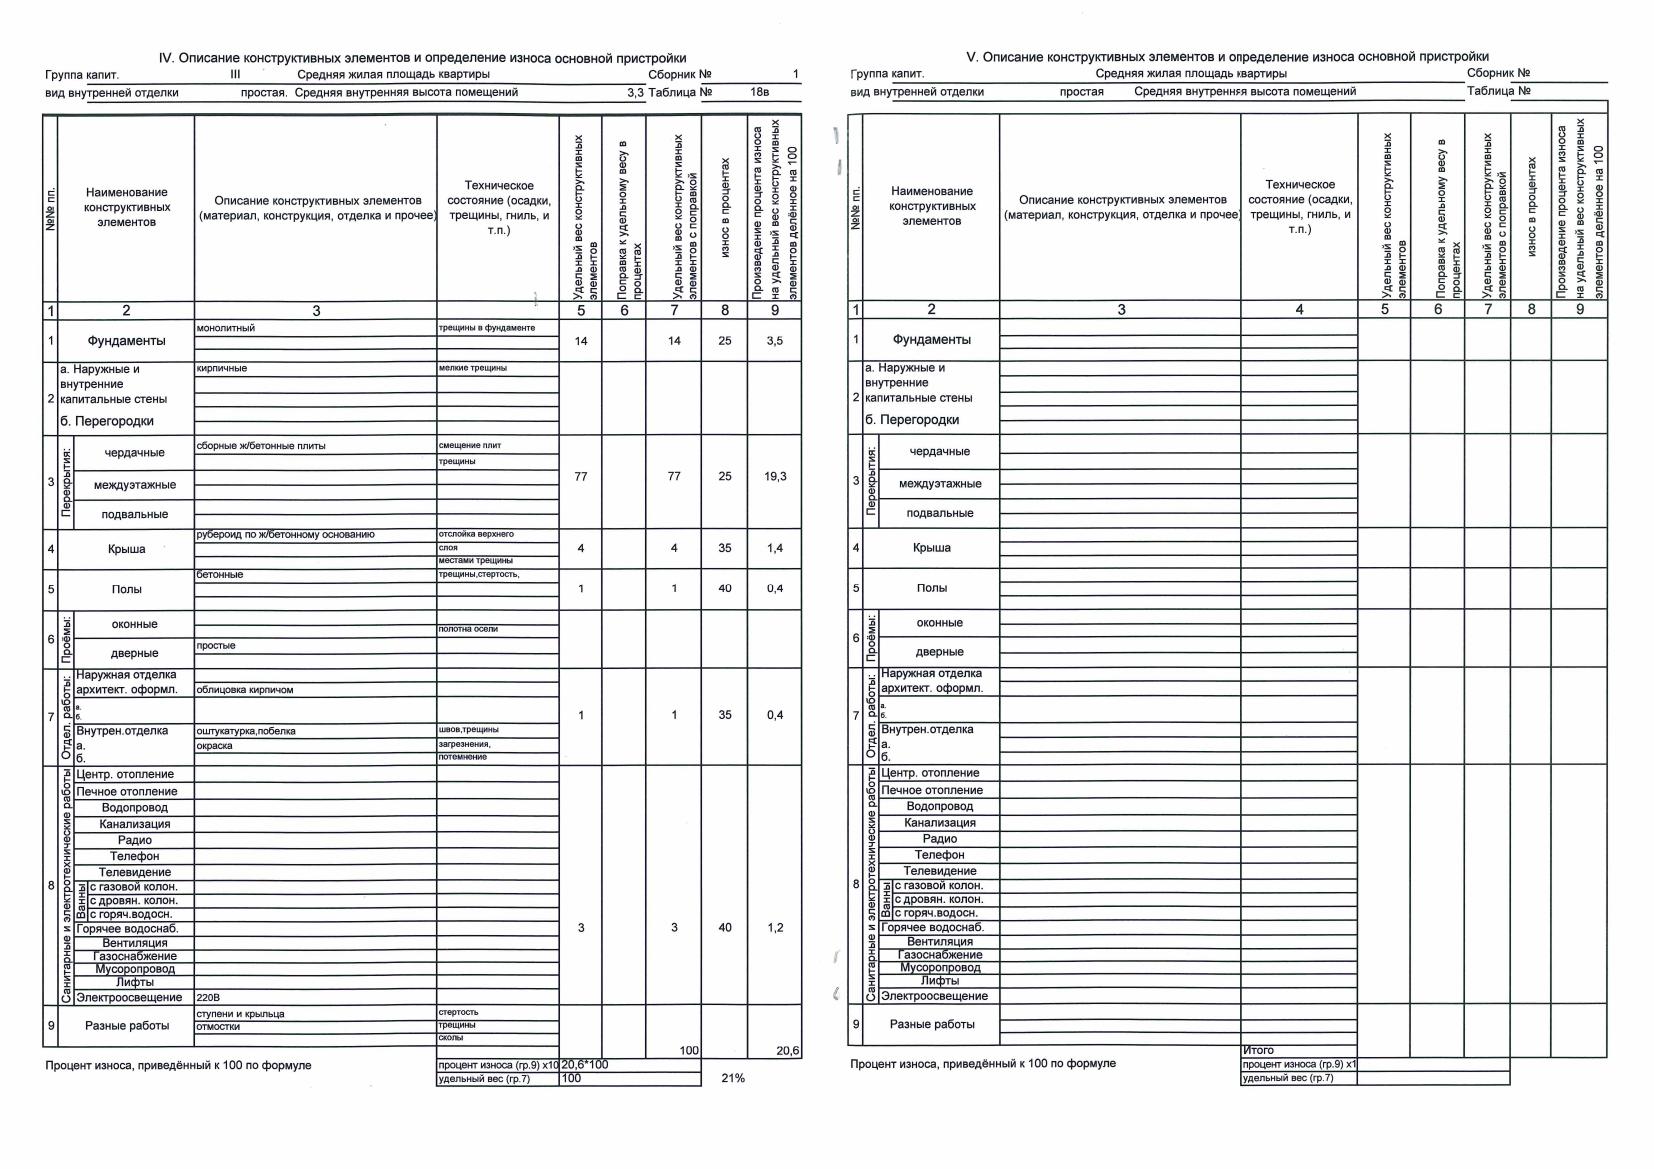 IV. Описание конструктивных элементов и определение износа основной пристройки
Группа капит. III Средняя жилая площадь квартиры Сборник № 1
вид внутренней отделки простая. Средняя внутренняя высота помещений 3,3 Таблица № 18в
№№ пп.
Наименование
конструктивных
элементов
Описание конструктивных элементов
(материал, конструкция, отделка и прочее)
Техническое
состояние (осадки,
трещины, гниль, и
т.п.)
Удельный вес конструктивных
элементов
Поправка к удельному весу в
процентах
Удельный вес конструктивных
элементов с поправкой
износ в процентах
Произведение процента износа
на удельный вес конструктивных
элементов делённое на 100
1 2 3 5 6 7 8 9
1 Фундаменты монолитный трещины в фундаменте 14 14 25 3,5
2 а. Наружные и
внутренние
капитальные стены
б. Перегородки
кирпичные мелкие трещины
3 Перекрытия:
чердачные сборные ж/бетонные плиты смещение плит
трещины
междуэтажные
подвальные
77 77 25 19,3
4 Крыша рубероид по ж/бетонному основанию отслойка верхнего
слоя
местами трещины
4 4 35 1,4
5 Полы бетонные трещины,стертость, 1 1 40 0,4
6 Проёмы:
оконные
полотна осели
дверные простые
7 Отдел. работы:
Наружная отделка
архитект. оформл. облицовка кирпичом
а.
б.
Внутрен.отделка оштукатурка,побелка швов,трещины
а. окраска загрезнения,
б. потемнение
1 1 35 0,4
8 Санитарные и электротехнические работы
Центр. отопление
Печное отопление
Водопровод
Канализация
Радио
Телефон
Телевидение
Ванны
с газовой колон.
с дровян. колон.
с горяч.водосн.
Горячее водоснаб. 3 3 40 1,2
Вентиляция
Газоснабжение
Мусоропровод
Лифты
Электроосвещение 220В
9 Разные работы
ступени и крыльца стертость
отмостки трещины
сколы
100 20,6
Процент износа, приведённый к 100 по формуле процент износа (гр.9) х10 20,6*100
удельный вес (гр.7) 100 21%
V. Описание конструктивных элементов и определение износа основной пристройки
Группа капит. Средняя жилая площадь квартиры Сборник №
вид внутренней отделки простая Средняя внутренняя высота помещений Таблица №
№№ пп.
Наименование
конструктивных
элементов
Описание конструктивных элементов
(материал, конструкция, отделка и прочее)
Техническое
состояние (осадки,
трещины, гниль, и
т.п.)
Удельный вес конструктивных
элементов
Поправка к удельному весу в
процентах
Удельный вес конструктивных
элементов с поправкой
износ в процентах
Произведение процента износа
на удельный вес конструктивных
элементов делённое на 100
1 2 3 4 5 6 7 8 9
1 Фундаменты
2 а. Наружные и
внутренние
капитальные стены
б. Перегородки
3 Перекрытия:
чердачные
междуэтажные
подвальные
4 Крыша
5 Полы
6 Проёмы:
оконные
дверные
7 Отдел. работы:
Наружная отделка
архитект. оформл.
а.
б.
Внутрен.отделка
а.
б.
8 Санитарные и электротехнические работы
Центр. отопление
Печное отопление
Водопровод
Канализация
Радио
Телефон
Телевидение
Ванны
с газовой колон.
с дровян. колон.
с горяч.водосн.
Горячее водоснаб.
Вентиляция
Газоснабжение
Мусоропровод
Лифты
Электроосвещение
9 Разные работы
Итого
Процент износа, приведённый к 100 по формуле процент износа (гр.9) х1
удельный вес (гр.7)